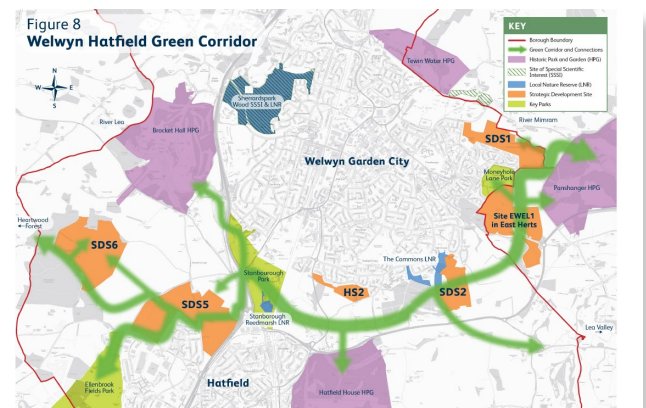 Figure 8
Welwyn Hatfield Green Corridor
KEY
Borough Boundary
Green Corridor and Connections
Historic Park and Garden (HPG)
Site of Special Scientific
Interest (SSSI)
Local Nature Reserve (LNR)
Strategic Development Site
Key Parks
N
W
E
S
Tewin Water HPG
Sherrardspark
Wood SSSI & LNR
River Lea
Brocket Hall HPG
River Mimram
SDS1
Welwyn Garden City
Moneyhole
Lane Park
Panshanger HPG
Site EWEL1
in East Herts
Heartwood
Forest
SDS6
The Commons LNR
Stanborough
Park
HS2
SDS2
SDS5
Stanborough
Reedmarsh LNR
Lea Valley
Ellenbrook
Fields Park
Hatfield
Hatfield House HPG